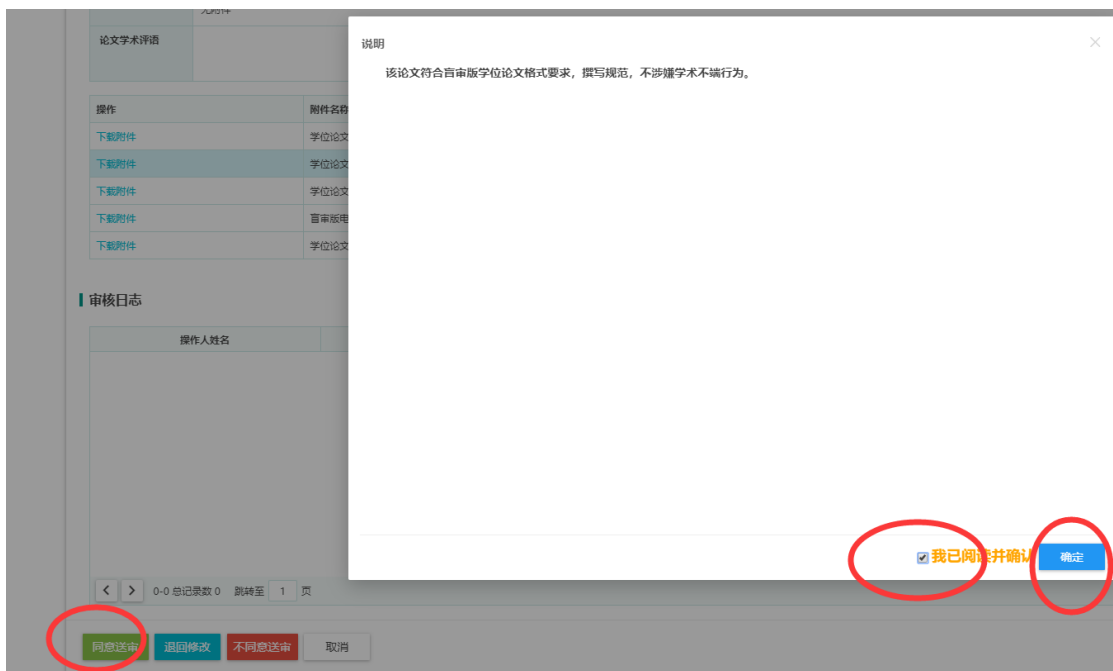 无附件
论文学术评语
说明
该论文符合盲审版学位论文格式要求，撰写规范，不涉嫌学术不端行为。
操作
附件名称
下载附件
学位论文
下载附件
学位论文
下载附件
学位论文
下载附件
盲审版电
下载附件
学位论文
审核日志
操作人姓名
我已阅读并确认
确定
0-0 总记录数 0 跳转至 1 页
同意送审 退回修改 不同意送审 取消